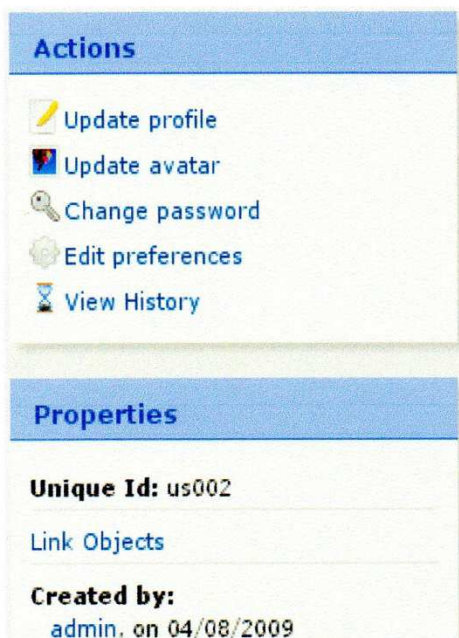 Actions
Update profile
Update avatar
Change password
Edit preferences
View History
Properties
Unique Id: us002
Link Objects
Created by:
admin, on 04/08/2009